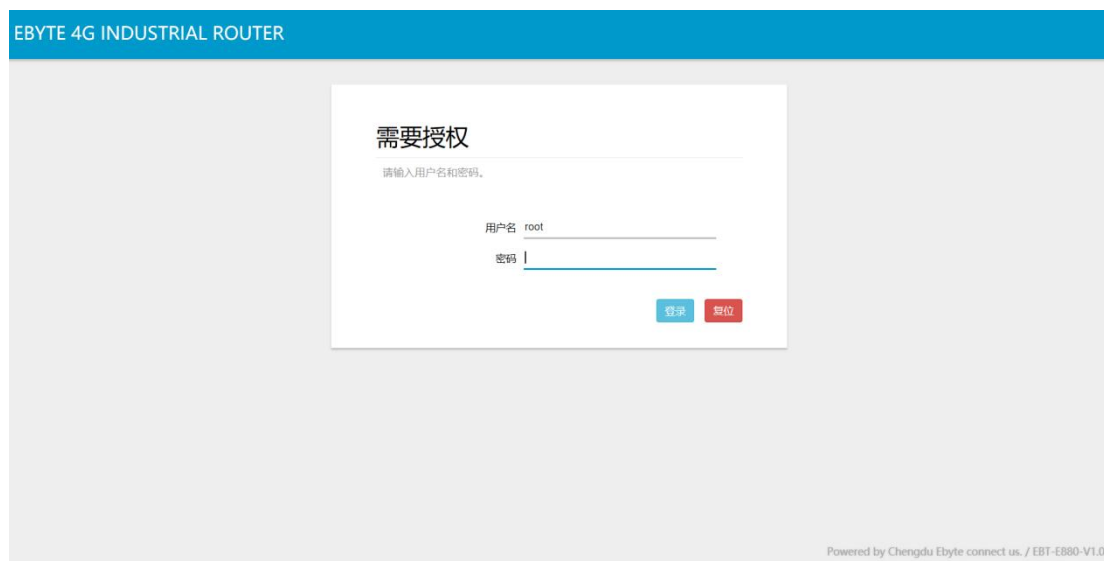 EBYTE 4G INDUSTRIAL ROUTER
需要授权
请输入用户名和密码。
用户名 root
密码
登录 复位
Powered by Chengdu Ebyte connect us. / EBT-E880-V1.0